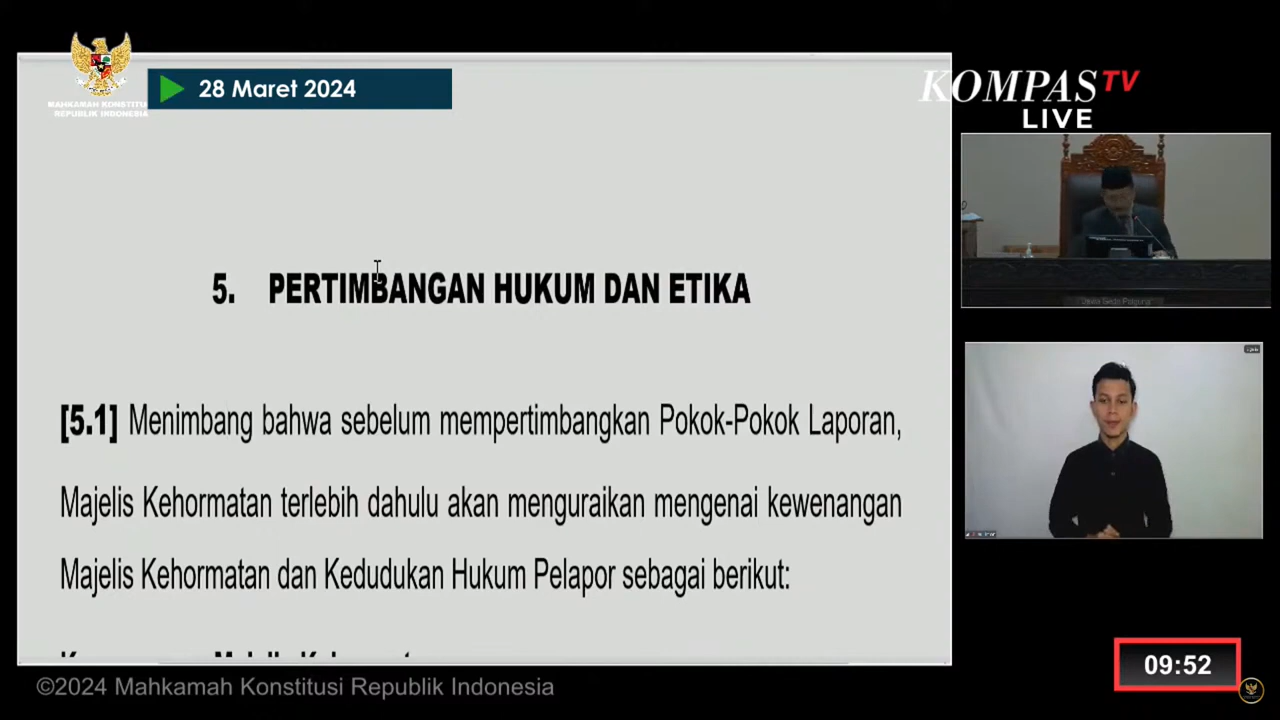 MAHKAMAH KONSTITUSI
REPUBLIK INDONESIA
28 Maret 2024
KOMPAS TV
LIVE
5. PERTIMBANGAN HUKUM DAN ETIKA
[5.1] Menimbang bahwa sebelum mempertimbangkan Pokok-Pokok Laporan,
Majelis Kehormatan terlebih dahulu akan menguraikan mengenai kewenangan
Majelis Kehormatan dan Kedudukan Hukum Pelapor sebagai berikut:
09:52
©2024 Mahkamah Konstitusi Republik Indonesia